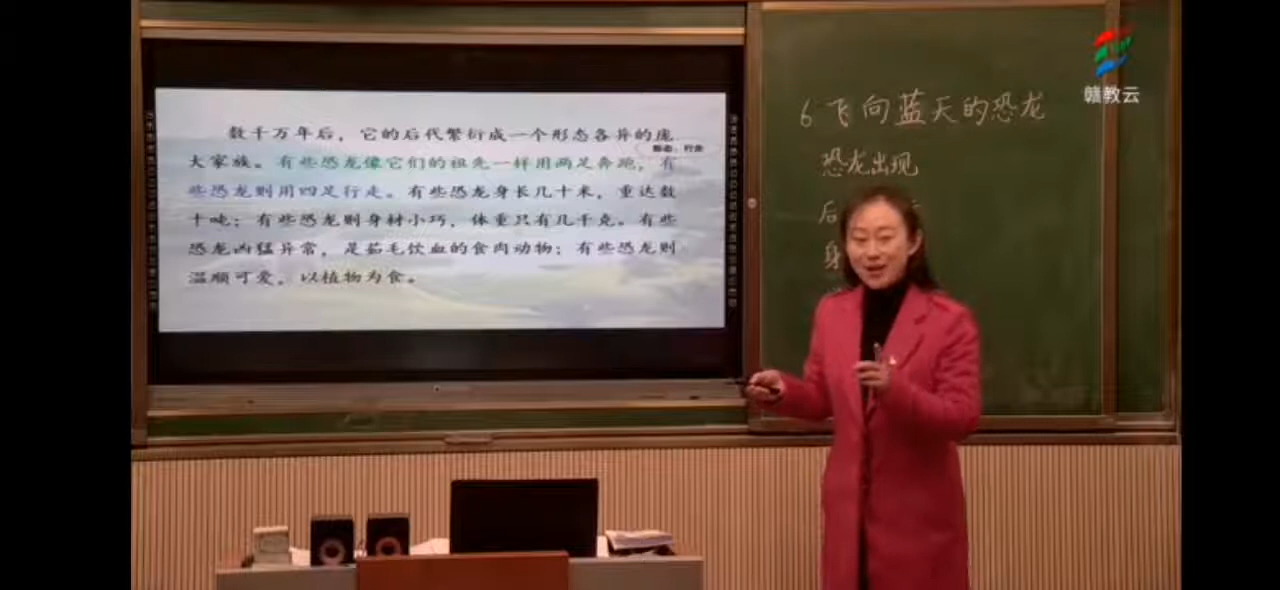 数千万年后，它的后代繁衍成一个形态各异的庞
形态、行走
大家族。有些恐龙像它们的祖先一样用两足奔跑，有
些恐龙则用四足行走。有些恐龙身长几十米，重达数
十吨；有些恐龙则身材小巧，体重只有几千克。有些
恐龙凶猛异常，是茹毛饮血的食肉动物；有些恐龙则
温顺可爱，以植物为食。
6 飞向蓝天的恐龙
恐龙出现
后
身
赣教云